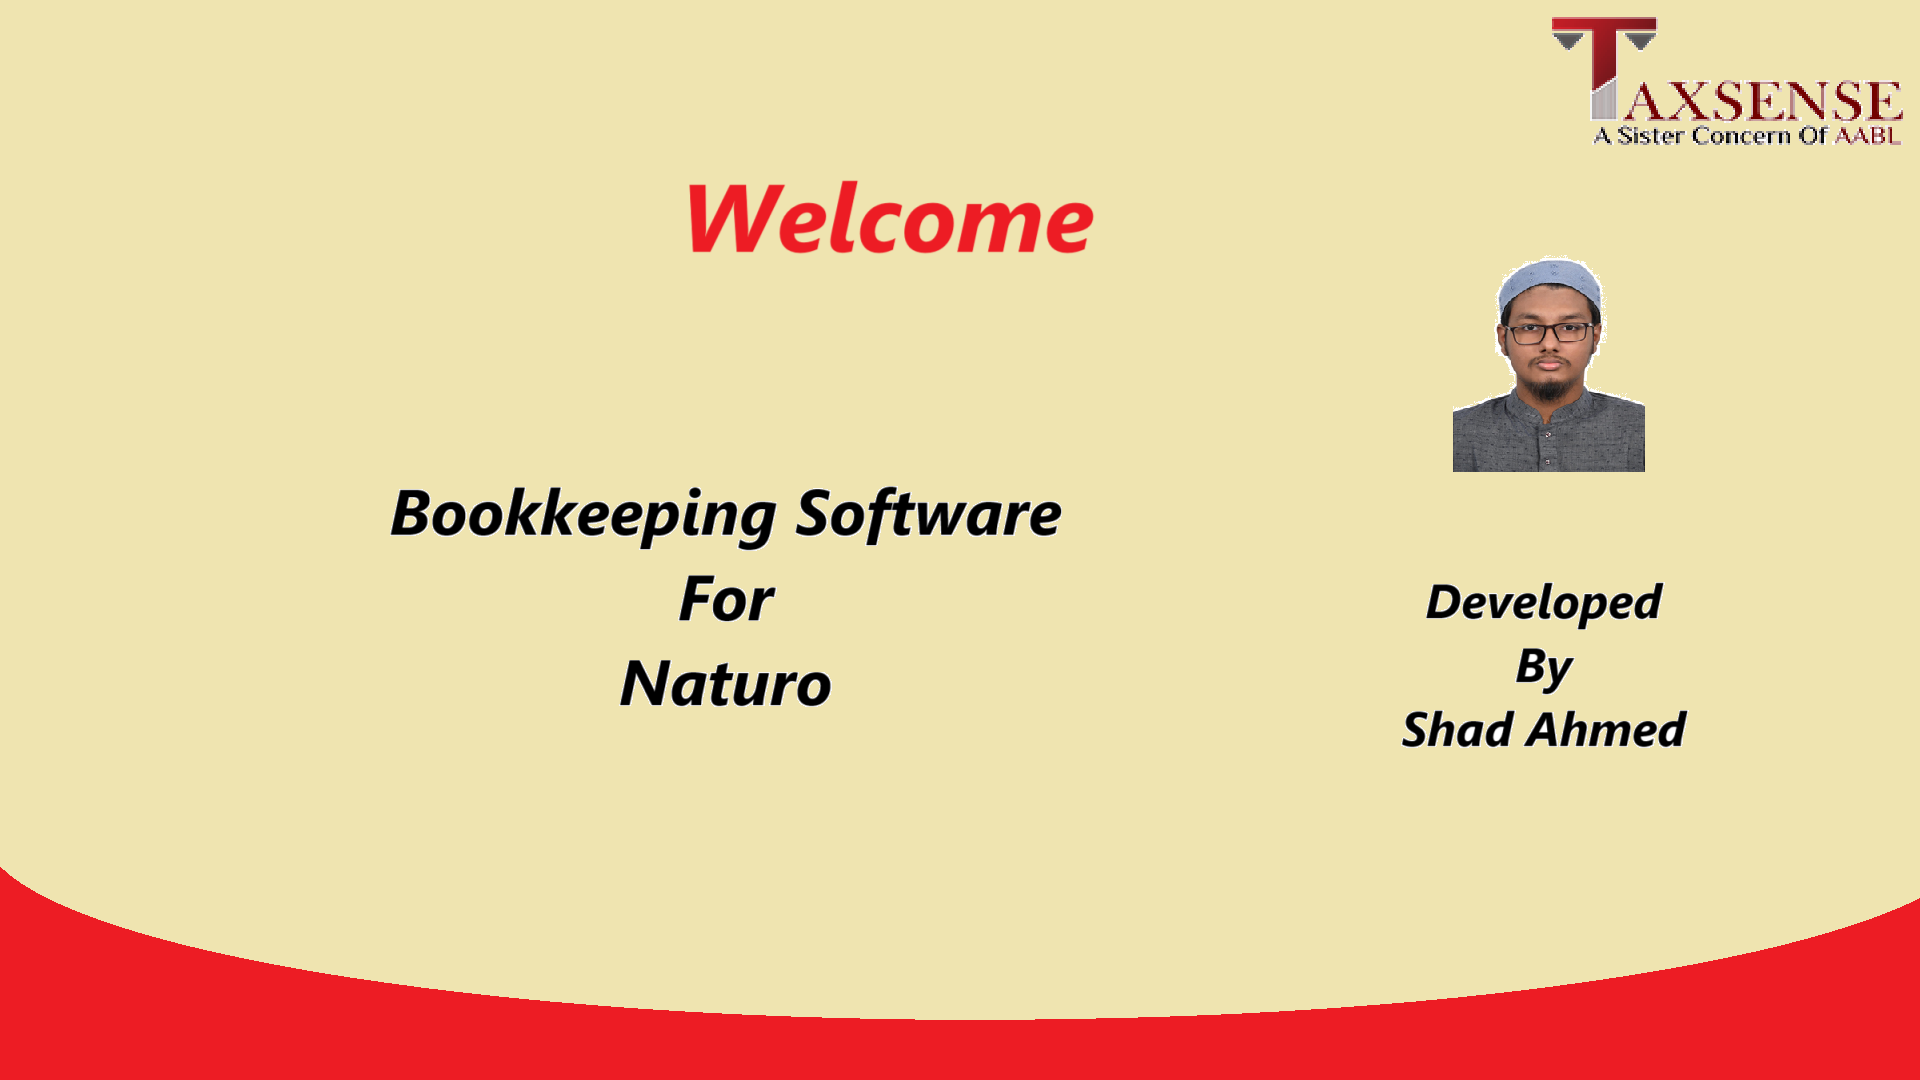 TAXSENSE
A Sister Concern Of AABL
Welcome
Bookkeeping Software
For
Naturo
Developed
By
Shad Ahmed